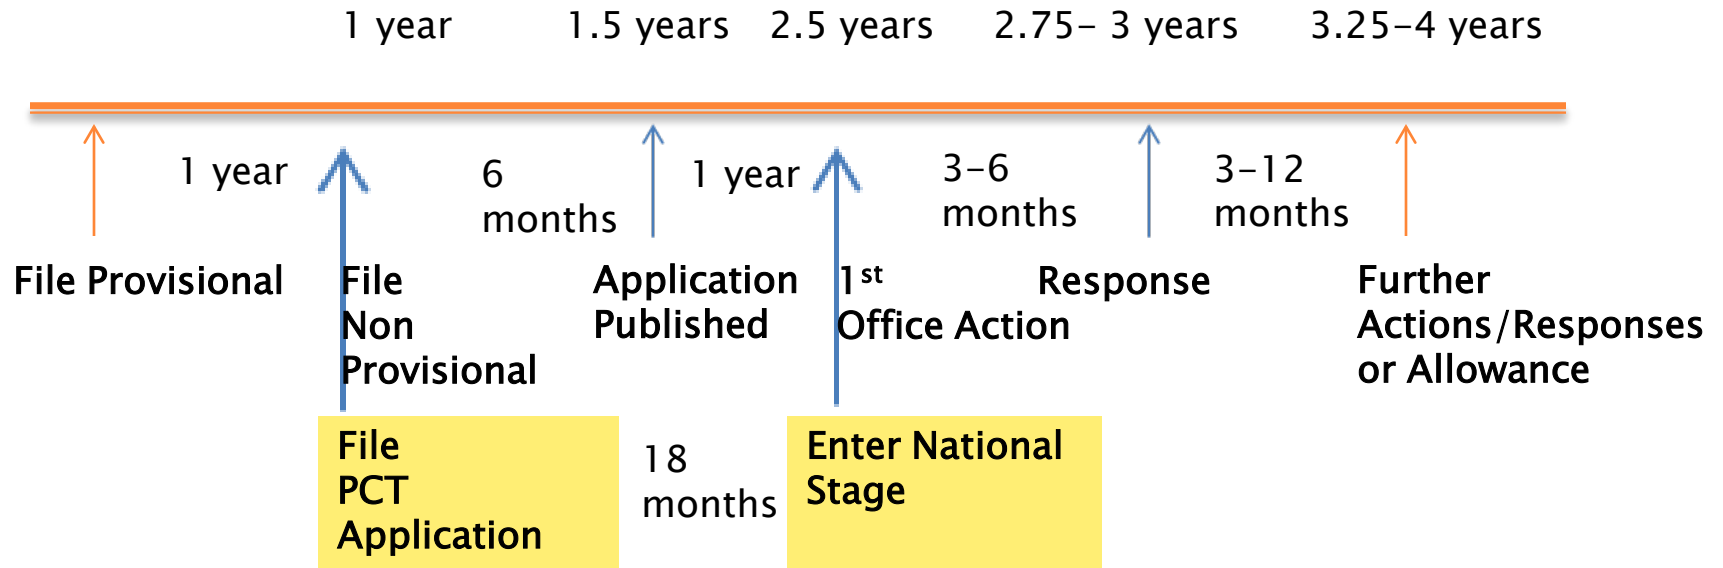 1 year
1.5 years
2.5 years
2.75- 3 years
3.25-4 years
1 year
6
months
1 year
3-6
months
3-12
months
File Provisional
File
Non
Provisional
Application
Published
1st
Office Action
Response
Further
Actions/Responses
or Allowance
File
PCT
Application
18
months
Enter National
Stage